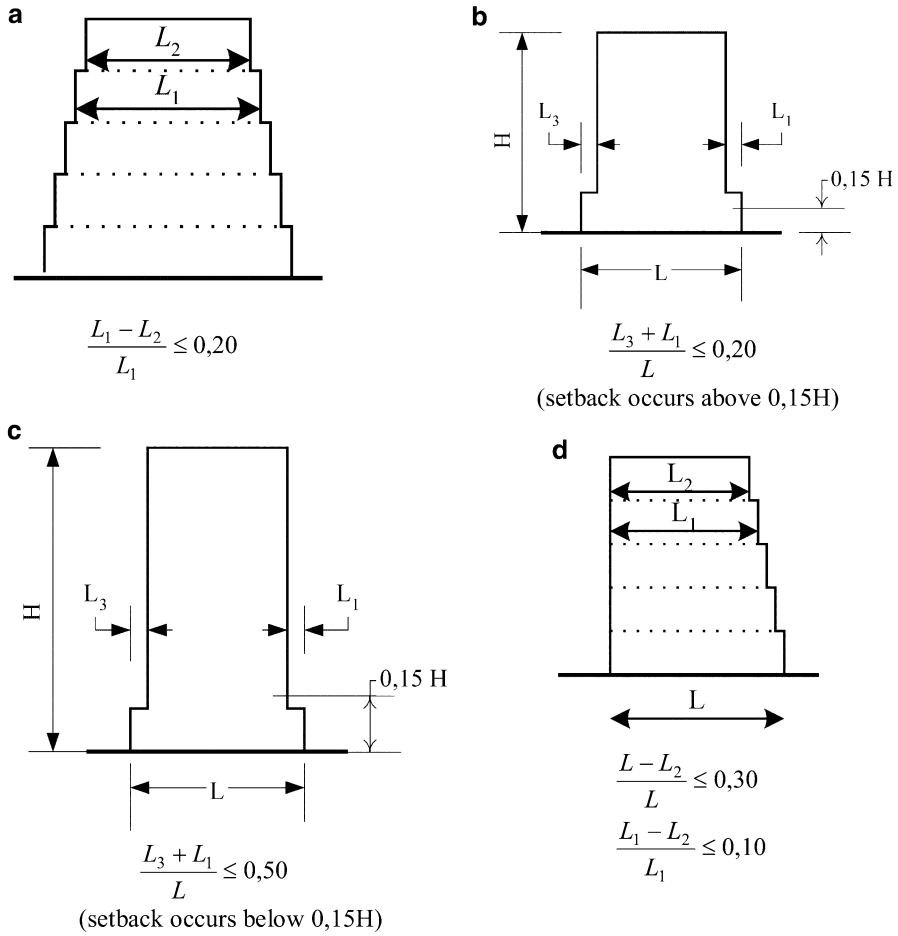 a
L₂
L₁
(L₁ − L₂) / L₁ ≤ 0,20
b
H
L₃
L₁
0,15 H
L
(L₃ + L₁) / L ≤ 0,20
(setback occurs above 0,15H)
c
H
L₃
L₁
0,15 H
L
(L₃ + L₁) / L ≤ 0,50
(setback occurs below 0,15H)
d
L₂
L₁
L
(L − L₂) / L ≤ 0,30
(L₁ − L₂) / L₁ ≤ 0,10